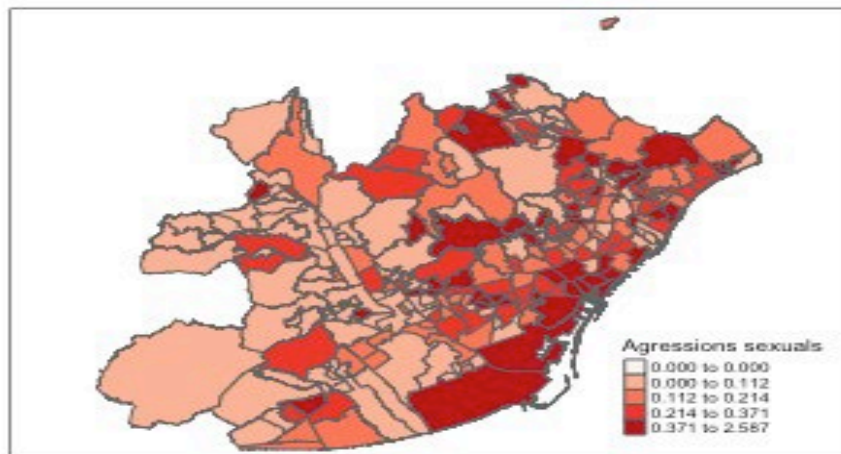 Agressions sexuals
0.000 to 0.000
0.000 to 0.112
0.112 to 0.214
0.214 to 0.371
0.371 to 2.587